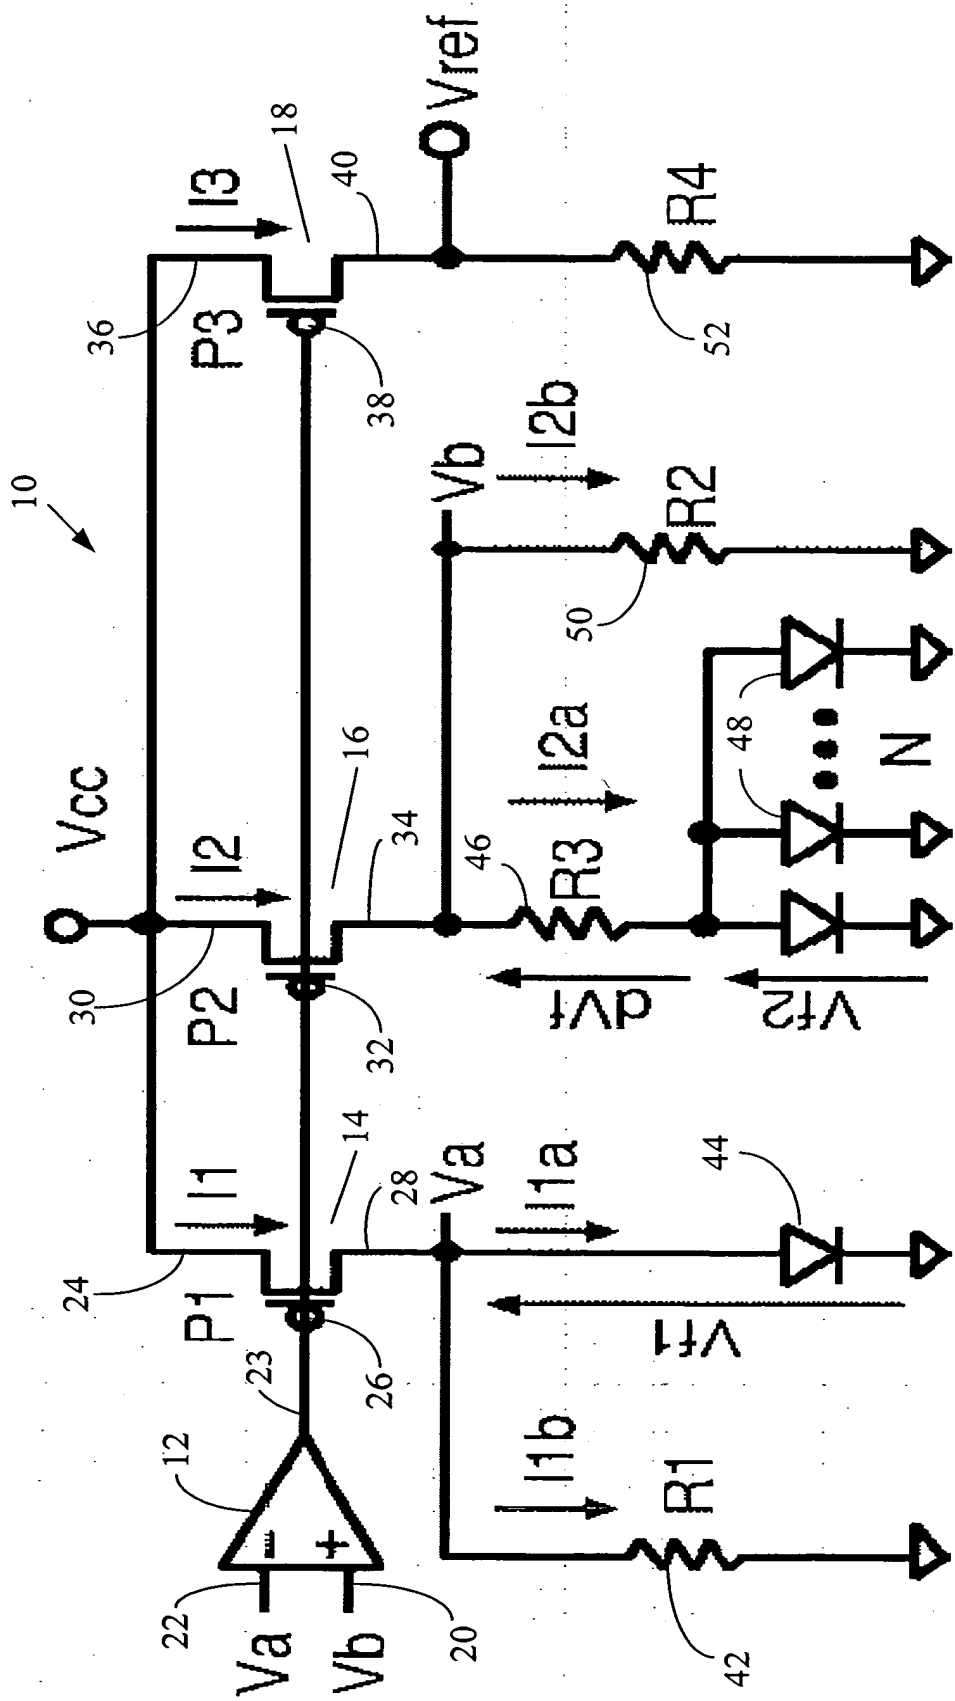 10
Vcc
24
I1
30
I2
36
I3
P1
P2
P3
18
12
23
26
14
32
16
38
40
Va
22
−
+
Vb
20
28
Va
34
Vb
Vref
I1b
I1a
dVf
46
R3
I2a
I2b
R1
42
Vf1
44
Vf2
48
N
50
R2
52
R4